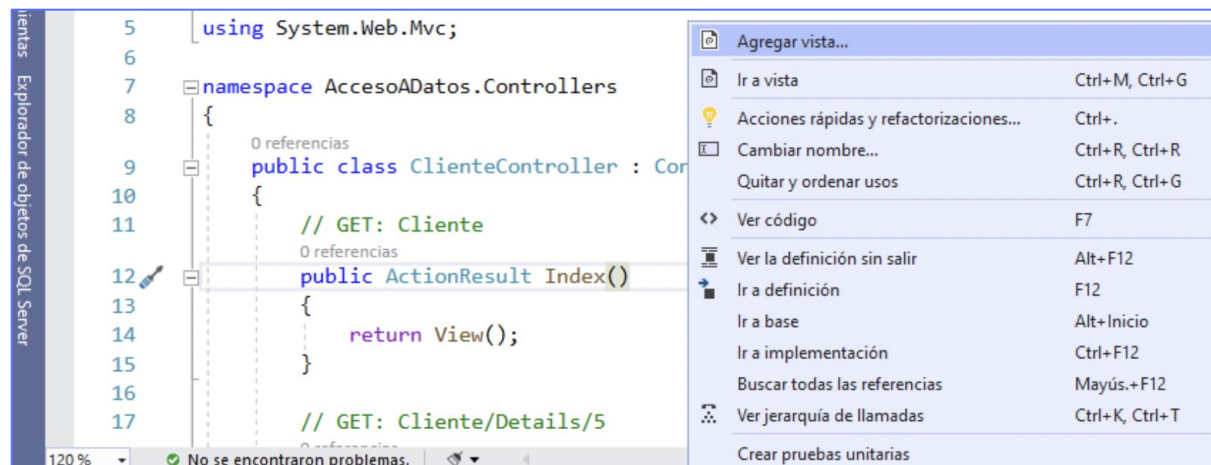 ientas
Explorador de objetos de SQL Server
5 using System.Web.Mvc;
6
7 namespace AccesoADatos.Controllers
8 {
0 referencias
9 public class ClienteController : Cor
10 {
11 // GET: Cliente
0 referencias
12 public ActionResult Index()
13 {
14 return View();
15 }
16
17 // GET: Cliente/Details/5
0 referencias
120 % No se encontraron problemas.
Agregar vista...
Ir a vista Ctrl+M, Ctrl+G
Acciones rápidas y refactorizaciones... Ctrl+.
Cambiar nombre... Ctrl+R, Ctrl+R
Quitar y ordenar usos Ctrl+R, Ctrl+G
Ver código F7
Ver la definición sin salir Alt+F12
Ir a definición F12
Ir a base Alt+Inicio
Ir a implementación Ctrl+F12
Buscar todas las referencias Mayús.+F12
Ver jerarquía de llamadas Ctrl+K, Ctrl+T
Crear pruebas unitarias